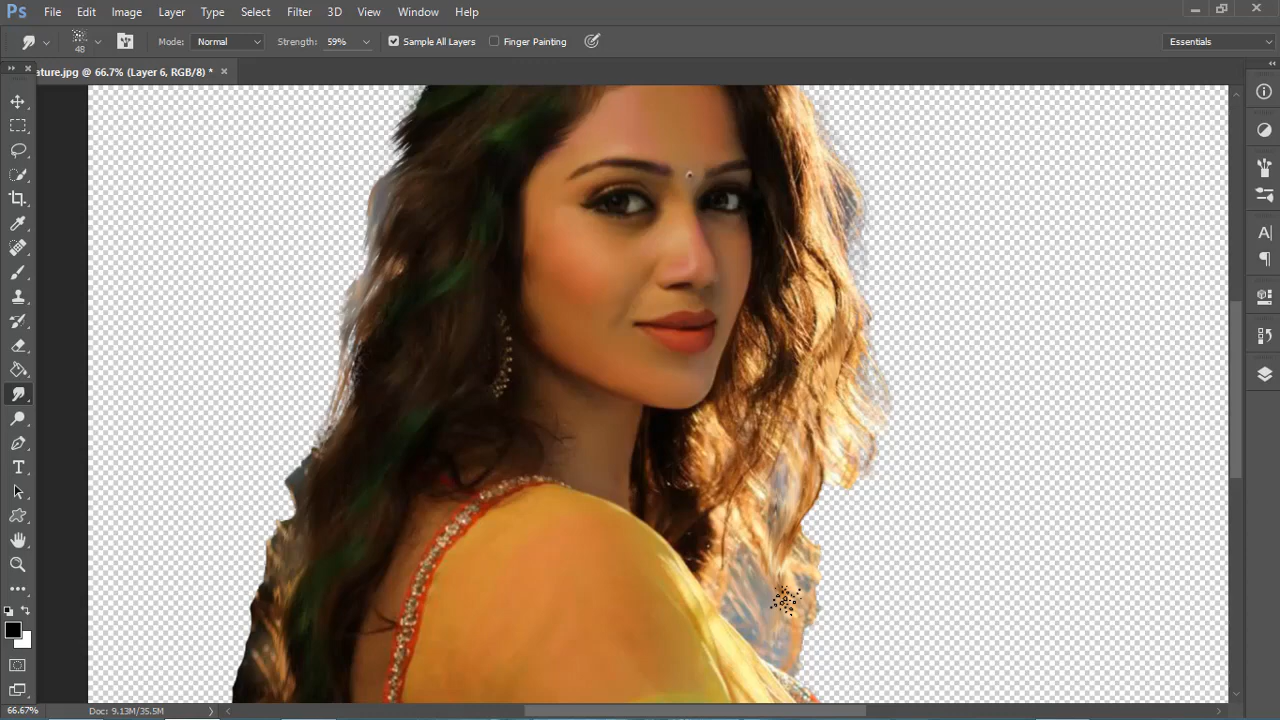 Ps File Edit Image Layer Type Select Filter 3D View Window Help
48 Mode: Normal Strength: 59% Sample All Layers Finger Painting Essentials
ature.jpg @ 66.7% (Layer 6, RGB/8) *
66.67% Doc: 9.13M/35.5M